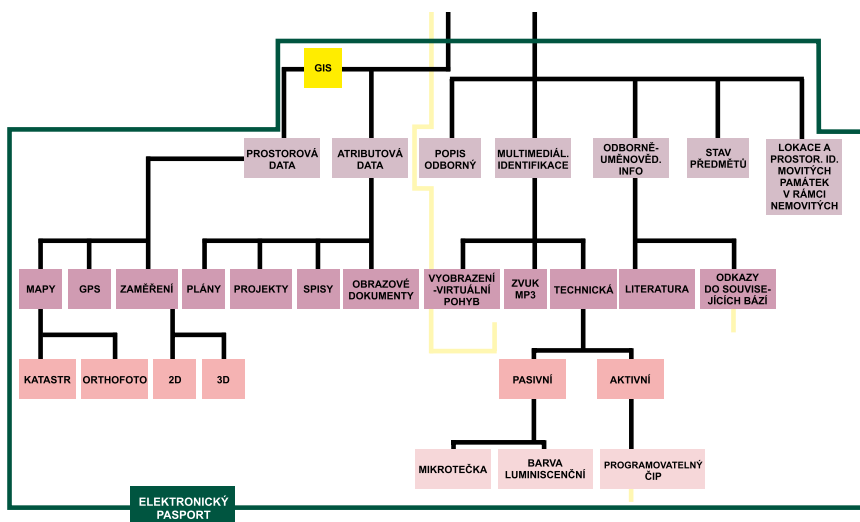 GIS
PROSTOROVÁ
DATA
ATRIBUTOVÁ
DATA
POPIS
ODBORNÝ
MULTIMEDIÁL.
IDENTIFIKACE
ODBORNĚ-
UMĚNOVĚD.
INFO
STAV
PŘEDMĚTŮ
LOKACE A
PROSTOR. ID.
MOVITÝCH
PAMÁTEK
V RÁMCI
NEMOVITÝCH
MAPY
GPS
ZAMĚŘENÍ
PLÁNY
PROJEKTY
SPISY
OBRAZOVÉ
DOKUMENTY
VYOBRAZENÍ
-VIRTUÁLNÍ
POHYB
ZVUK
MP3
TECHNICKÁ
LITERATURA
ODKAZY
DO SOUVISE-
JÍCÍCH BÁZÍ
KATASTR
ORTHOFOTO
2D
3D
PASIVNÍ
AKTIVNÍ
MIKROTEČKA
BARVA
LUMINISCENČNÍ
PROGRAMOVATELNÝ
ČIP
ELEKTRONICKÝ
PASPORT